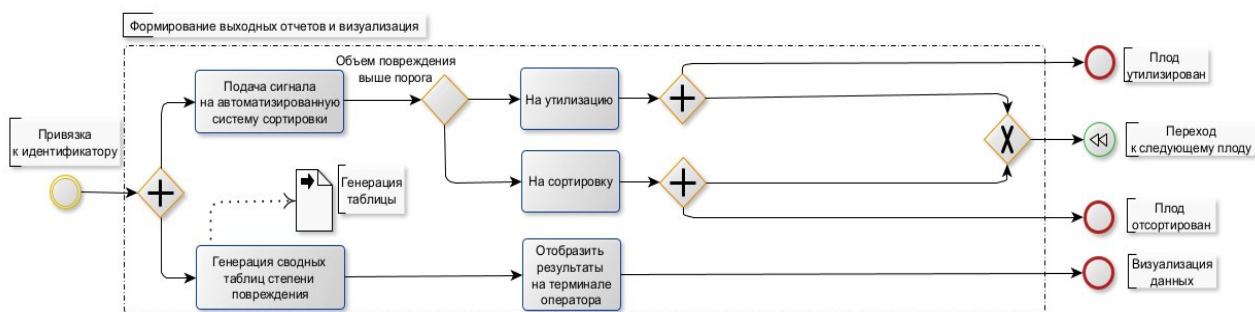 Формирование выходных отчетов и визуализация
Привязка
к идентификатору
Подача сигнала
на автоматизированную
систему сортировки
Объем повреждения
выше порога
На утилизацию
На сортировку
Генерация
таблицы
Генерация сводных
таблиц степени
повреждения
Отобразить
результаты
на терминале
оператора
Плод
утилизирован
Переход
к следующему плоду
Плод
отсортирован
Визуализация
данных